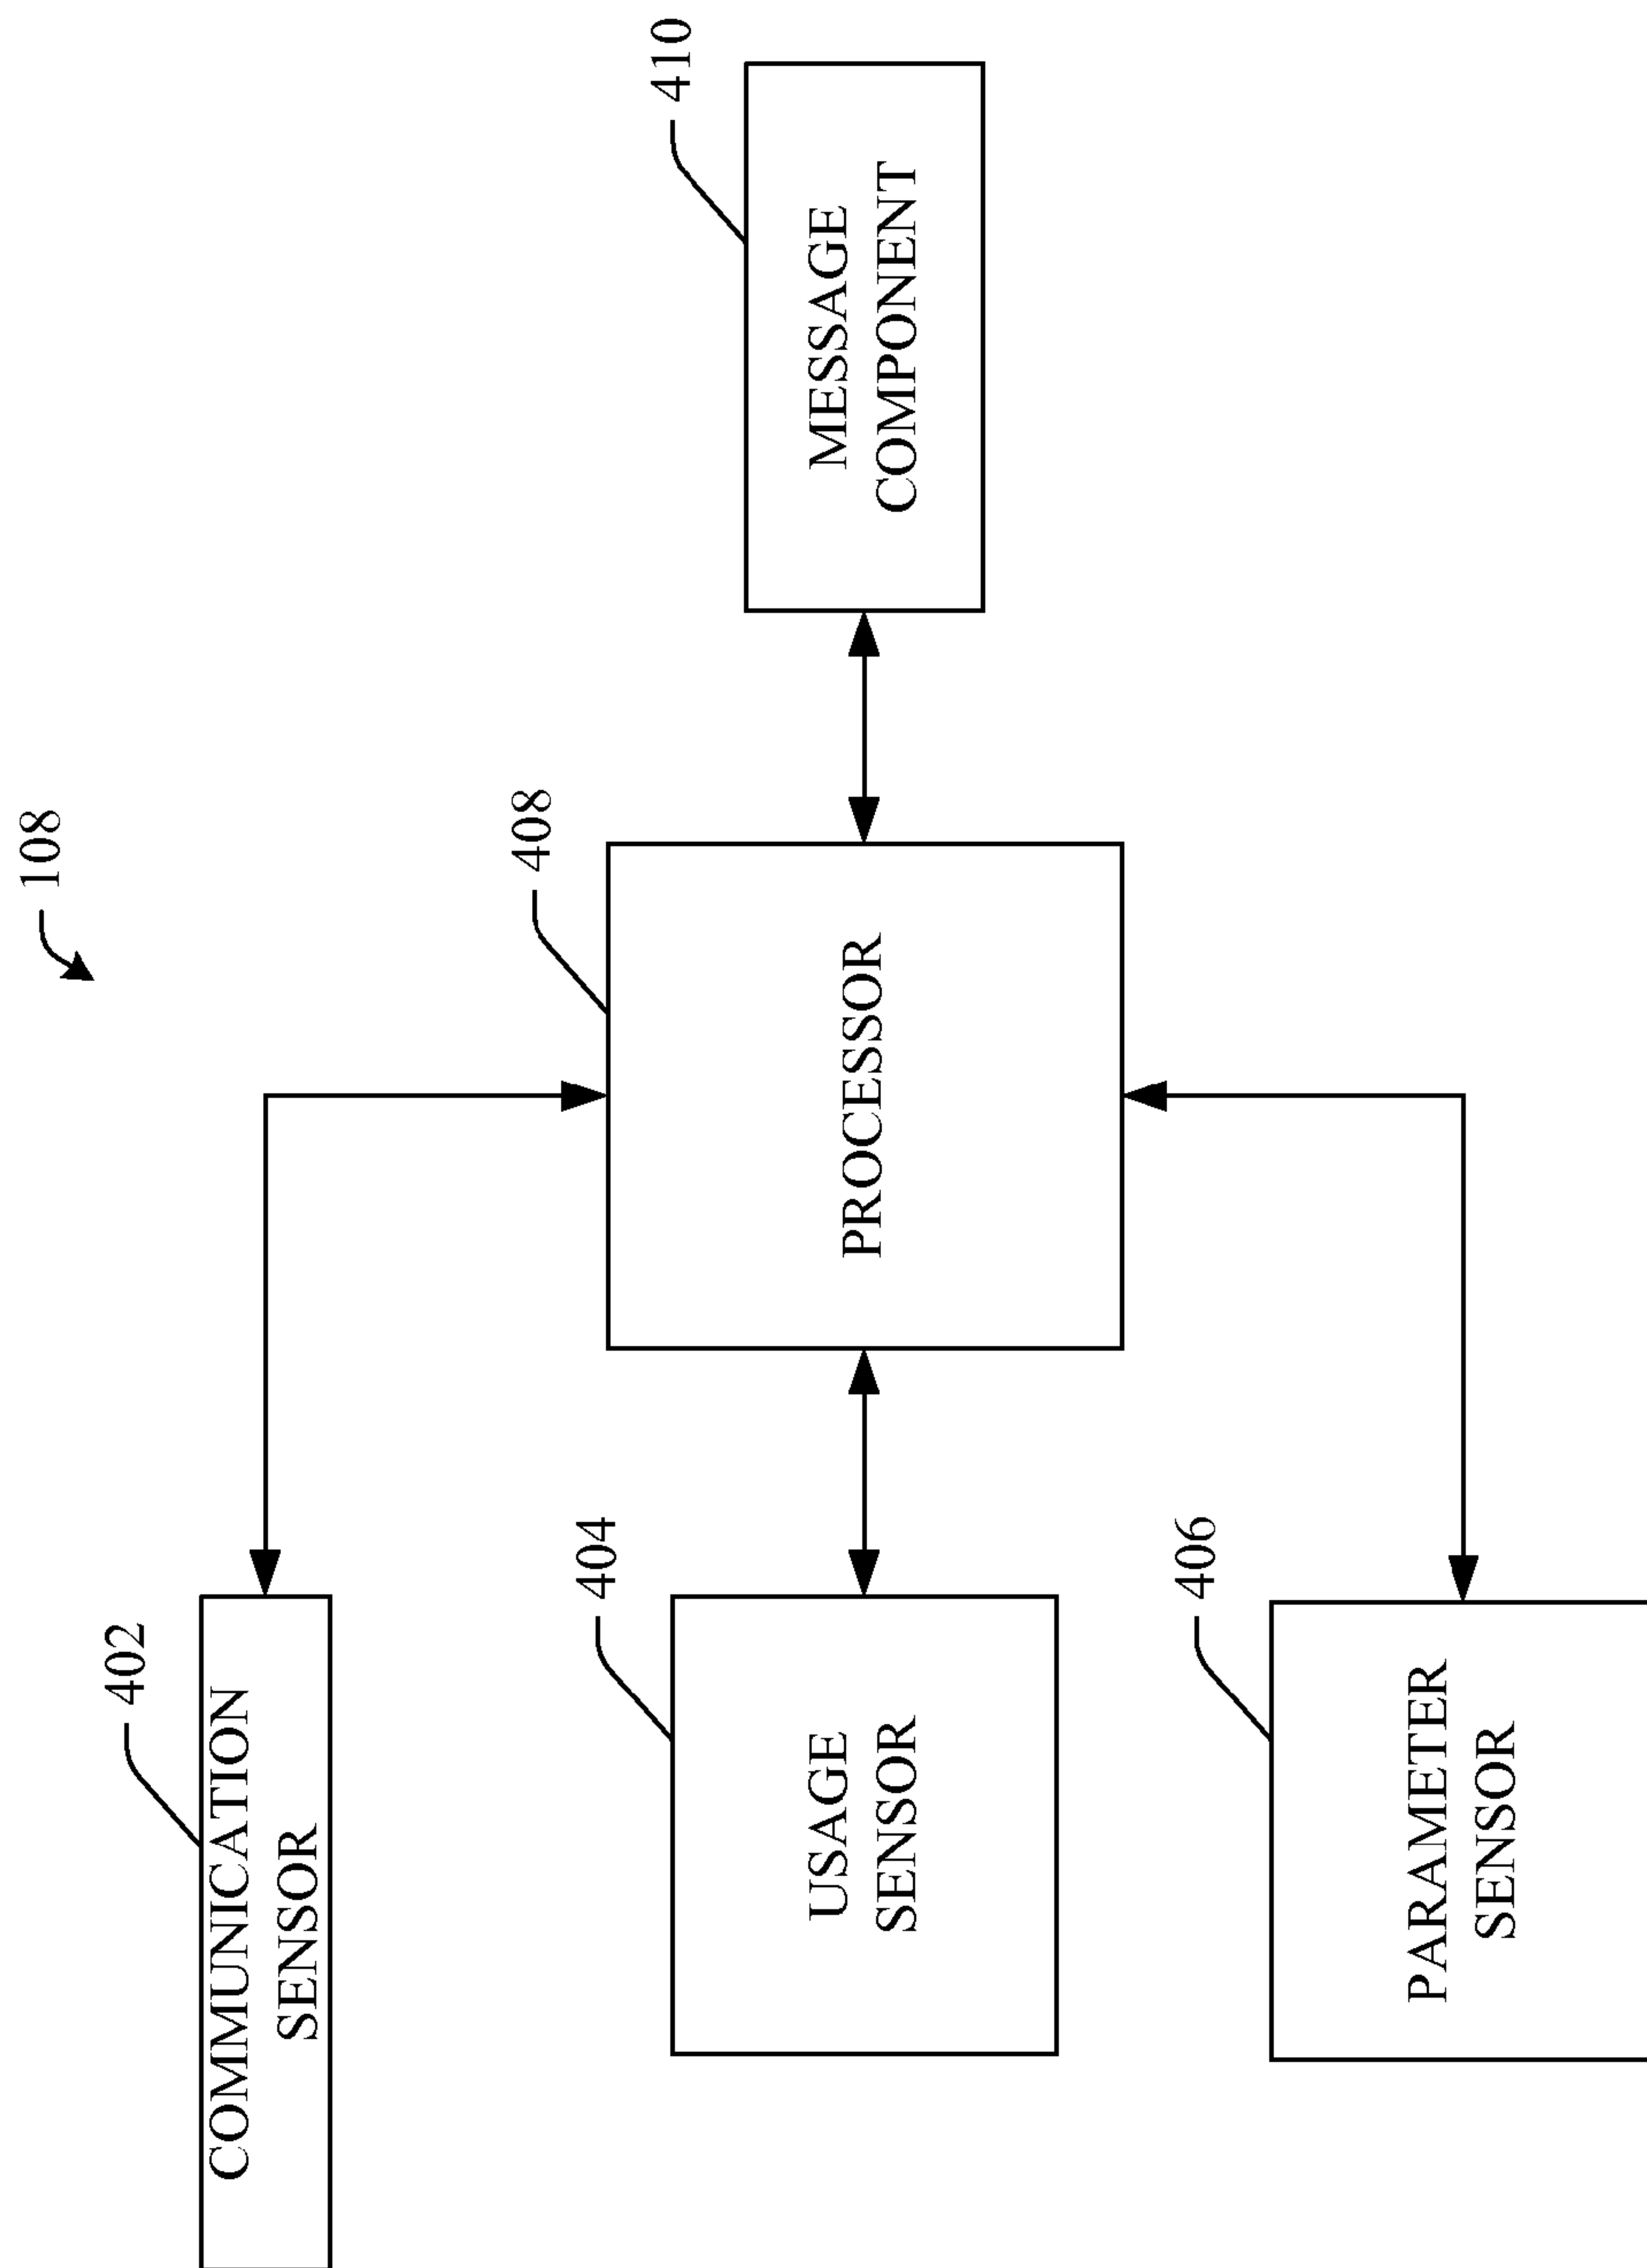 108
402
COMMUNICATION
SENSOR
408
410
404
USAGE
SENSOR
PROCESSOR
MESSAGE
COMPONENT
406
PARAMETER
SENSOR